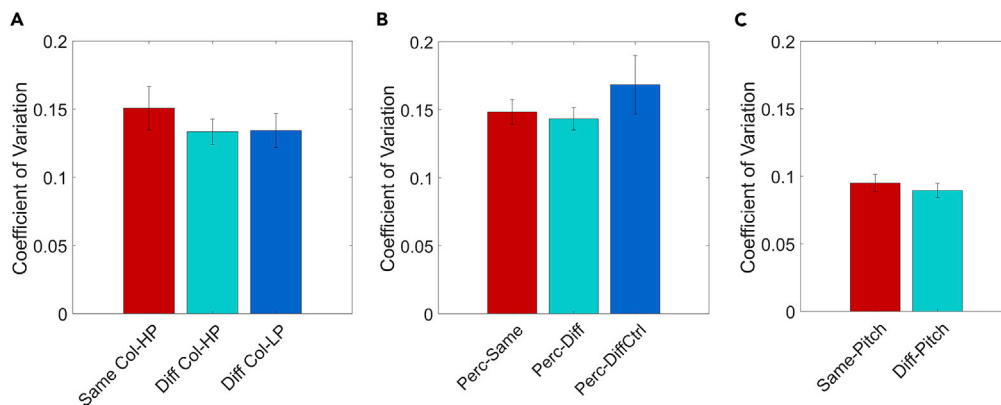 A
Coefficient of Variation
0.2
0.15
0.1
0.05
0
Same Col-HP
Diff Col-HP
Diff Col-LP
B
Coefficient of Variation
0.2
0.15
0.1
0.05
0
Perc-Same
Perc-Diff
Perc-DiffCtrl
C
Coefficient of Variation
0.2
0.15
0.1
0.05
0
Same-Pitch
Diff-Pitch